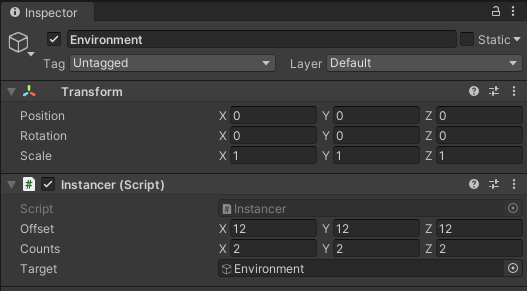 Inspector
Environment Static
Tag Untagged Layer Default
Transform
Position X 0 Y 0 Z 0
Rotation X 0 Y 0 Z 0
Scale X 1 Y 1 Z 1
# Instancer (Script)
Script # Instancer
Offset X 12 Y 12 Z 12
Counts X 2 Y 2 Z 2
Target Environment